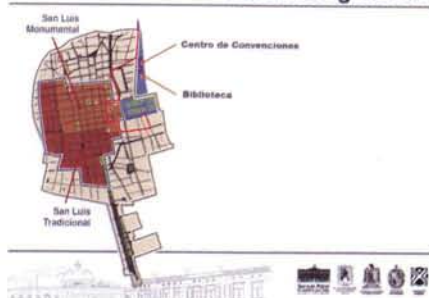 San Luis
Monumental
Centro de Convenciones
Biblioteca
San Luis
Tradicional